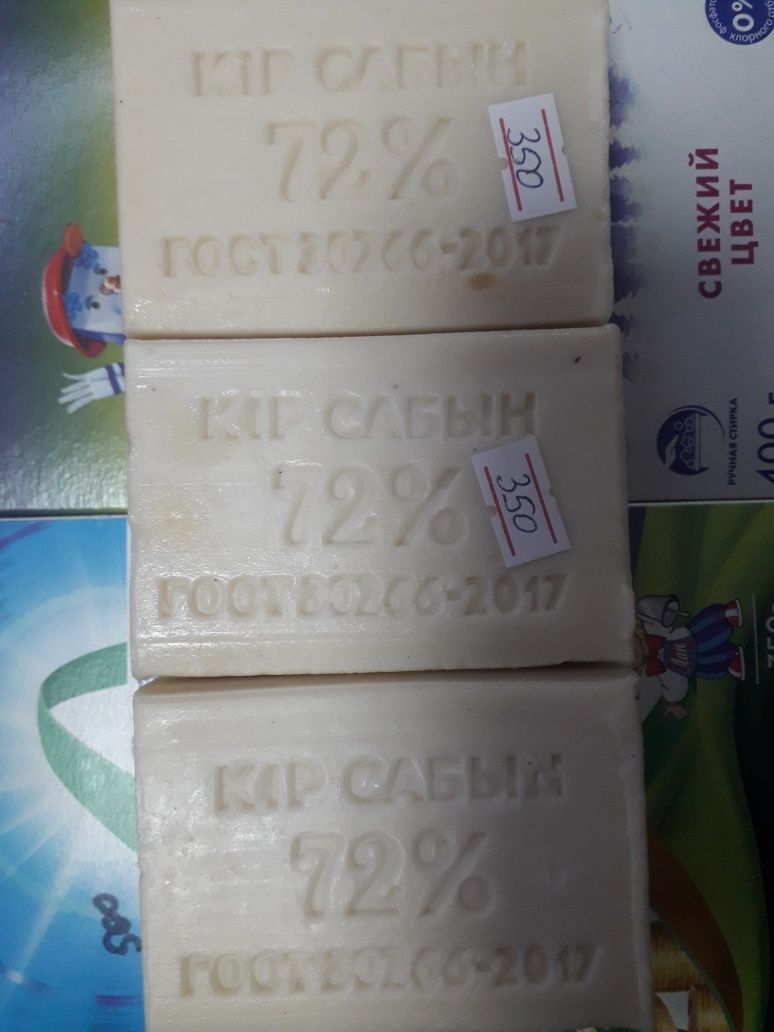 КІР САБЫН
72%
350
ГОСТ 30266-2017
КІР САБЫН
72%
350
ГОСТ 30266-2017
КІР САБЫН
72%
ГОСТ 30266-2017
0%
СВЕЖИЙ
ЦВЕТ
РУЧНАЯ СТИРКА
400 г